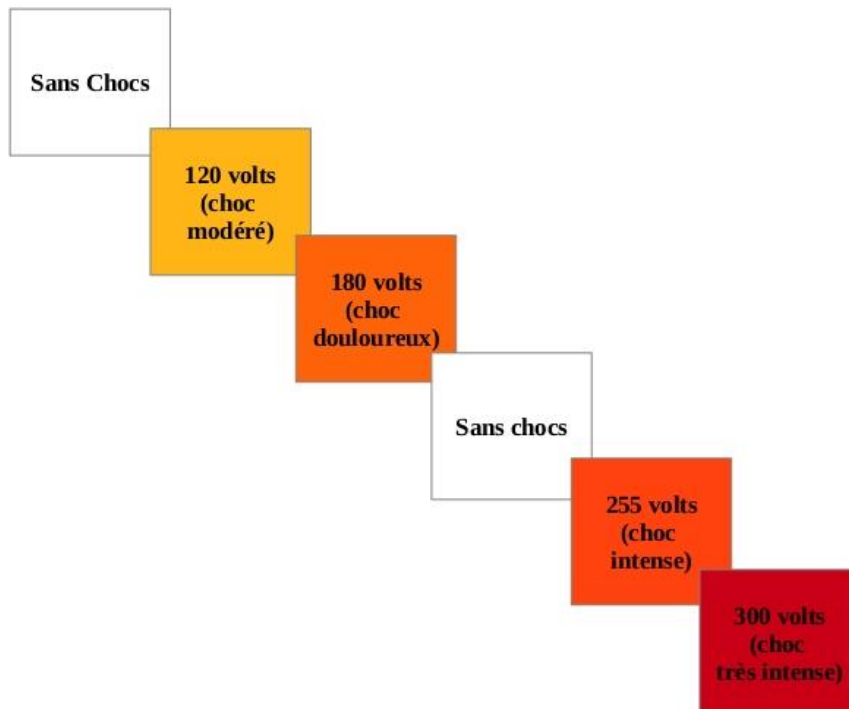 Sans Chocs
120 volts
(choc
modéré)
180 volts
(choc
douloureux)
Sans chocs
255 volts
(choc
intense)
300 volts
(choc
très intense)